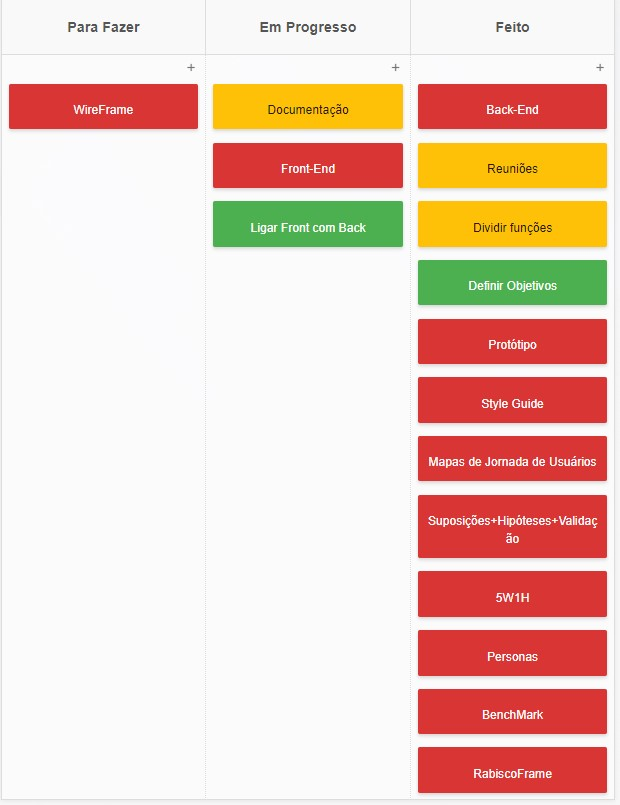 Para Fazer
Em Progresso
Feito
+
+
+
WireFrame
Documentação
Front-End
Ligar Front com Back
Back-End
Reuniões
Dividir funções
Definir Objetivos
Protótipo
Style Guide
Mapas de Jornada de Usuários
Suposições+Hipóteses+Validaç
ão
5W1H
Personas
BenchMark
RabiscoFrame